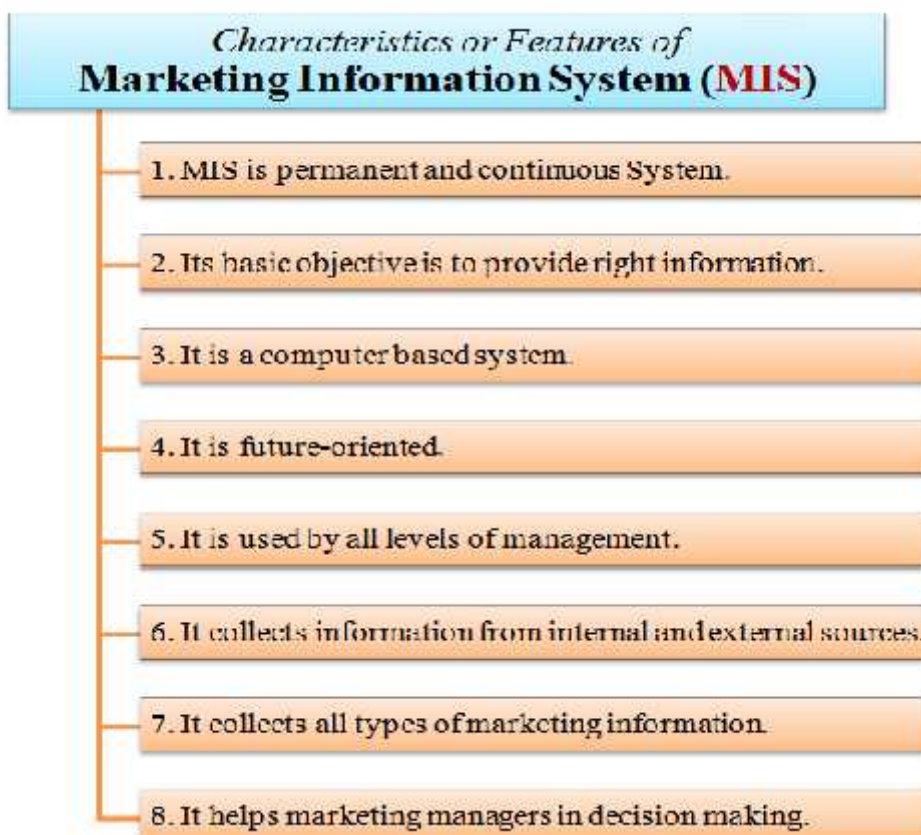 Characteristics or Features of
Marketing Information System (MIS)
1. MIS is permanent and continuous System.
2. Its basic objective is to provide right information.
3. It is a computer based system.
4. It is future-oriented.
5. It is used by all levels of management.
6. It collects information from internal and external sources.
7. It collects all types of marketing information.
8. It helps marketing managers in decision making.